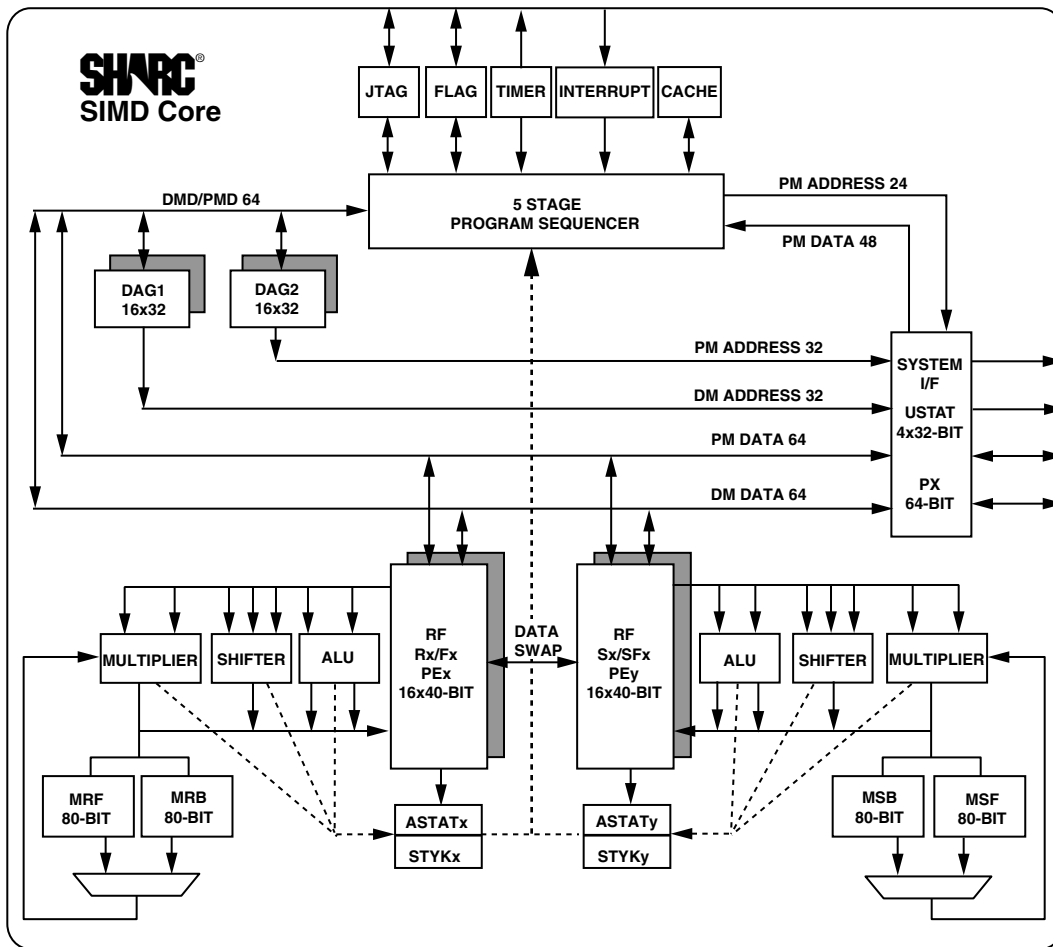 SHARC®
SIMD Core
JTAG
FLAG
TIMER
INTERRUPT
CACHE
DMD/PMD 64
5 STAGE
PROGRAM SEQUENCER
PM ADDRESS 24
PM DATA 48
DAG1
16x32
DAG2
16x32
PM ADDRESS 32
SYSTEM
I/F
DM ADDRESS 32
USTAT
4x32-BIT
PM DATA 64
DM DATA 64
PX
64-BIT
MULTIPLIER
SHIFTER
ALU
RF
Rx/Fx
PEx
16x40-BIT
DATA
SWAP
RF
Sx/SFx
PEy
16x40-BIT
ALU
SHIFTER
MULTIPLIER
MRF
80-BIT
MRB
80-BIT
ASTATx
STYKx
ASTATy
STYKy
MSB
80-BIT
MSF
80-BIT